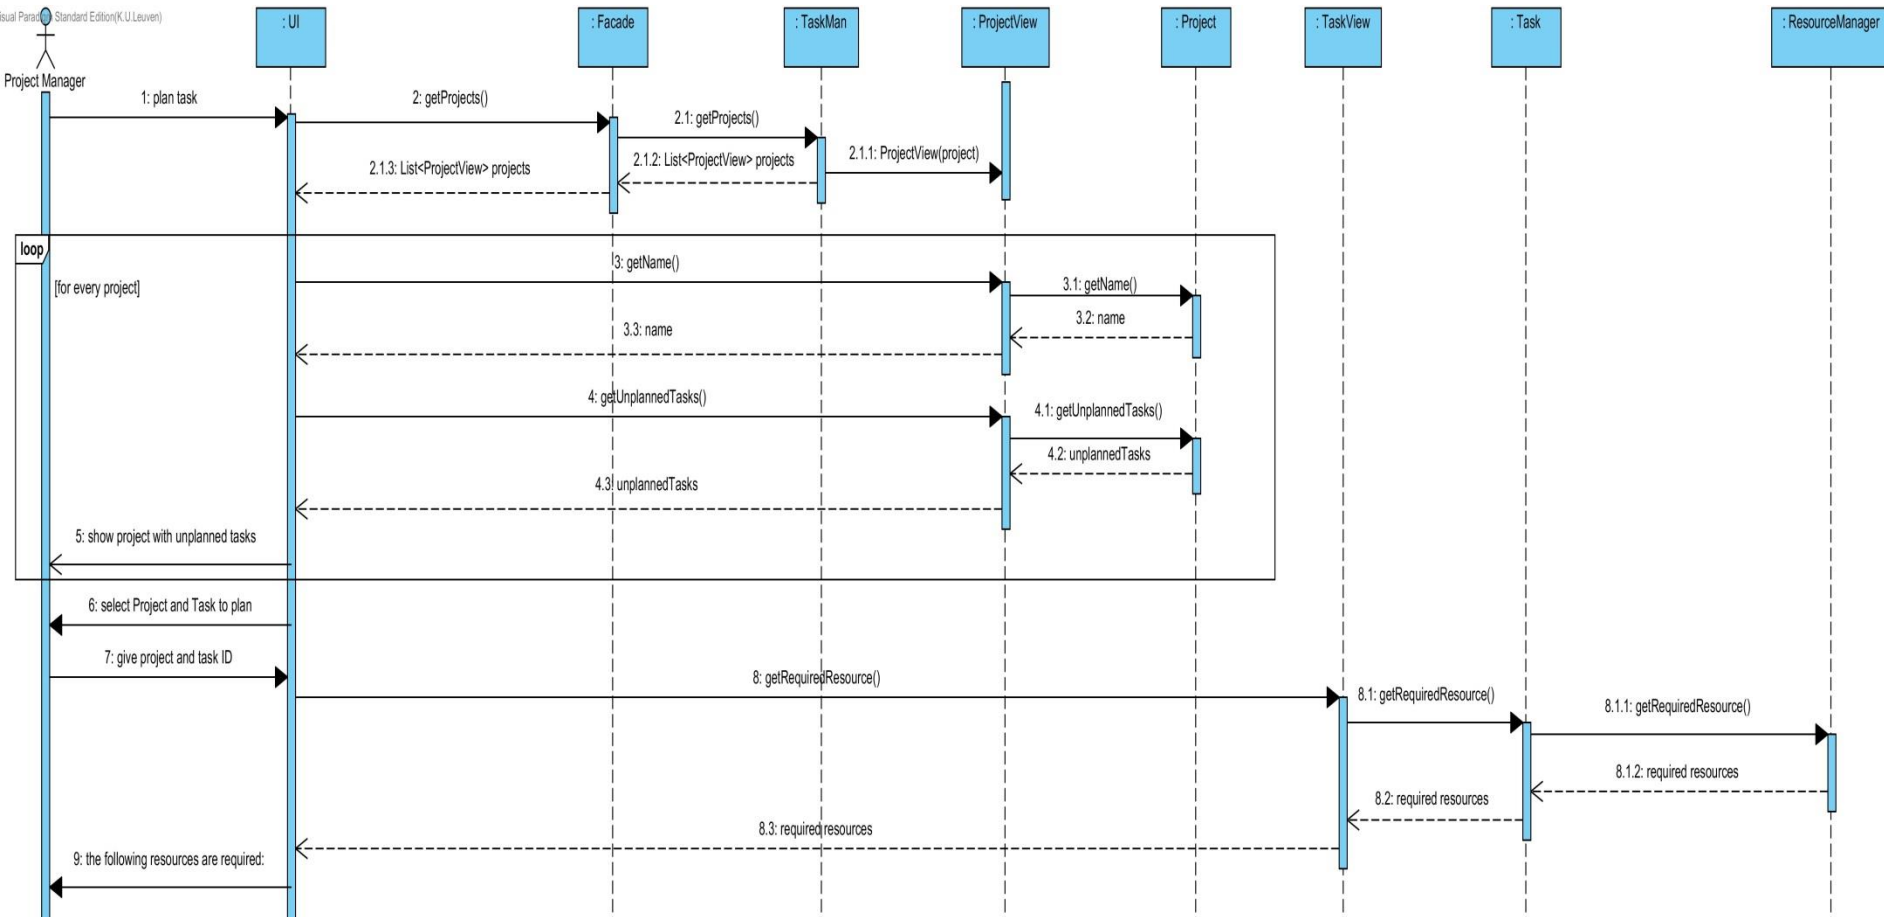 Visual Paradigm Standard Edition(K.U.Leuven)
: UI
: Facade
: TaskMan
: ProjectView
: Project
: TaskView
: Task
: ResourceManager
Project Manager
1: plan task
2: getProjects()
2.1: getProjects()
2.1.1: ProjectView(project)
2.1.2: List<ProjectView> projects
2.1.3: List<ProjectView> projects
loop
[for every project]
3: getName()
3.1: getName()
3.2: name
3.3: name
4: getUnplannedTasks()
4.1: getUnplannedTasks()
4.2: unplannedTasks
4.3: unplannedTasks
5: show project with unplanned tasks
6: select Project and Task to plan
7: give project and task ID
8: getRequiredResource()
8.1: getRequiredResource()
8.1.1: getRequiredResource()
8.1.2: required resources
8.2: required resources
8.3: required resources
9: the following resources are required: